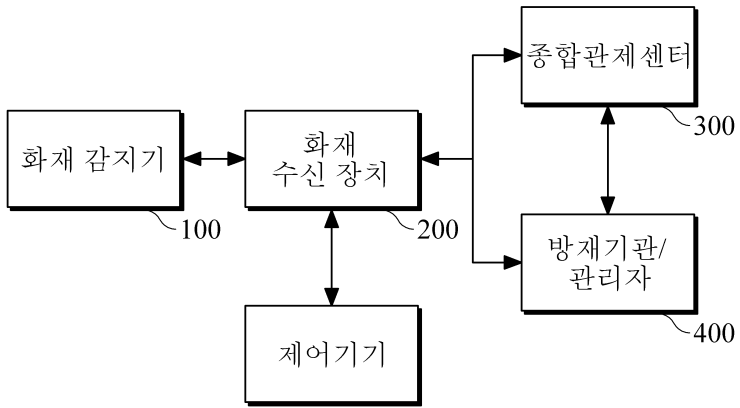 종합관제센터
300
화재 감지기
100
화재
수신 장치
200
방재기관/
관리자
400
제어기기